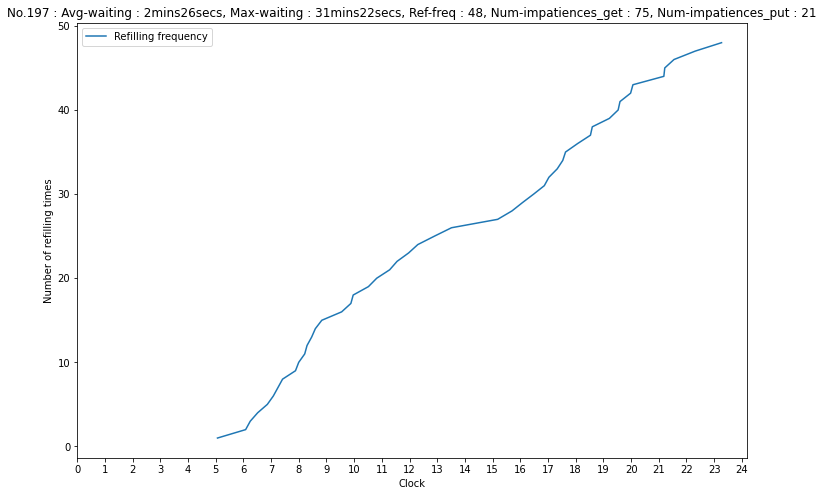 No.197 : Avg-waiting : 2mins26secs, Max-waiting : 31mins22secs, Ref-freq : 48, Num-impatiences_get : 75, Num-impatiences_put : 21
Refilling frequency
50
40
30
20
10
0
Number of refilling times
0 1 2 3 4 5 6 7 8 9 10 11 12 13 14 15 16 17 18 19 20 21 22 23 24
Clock